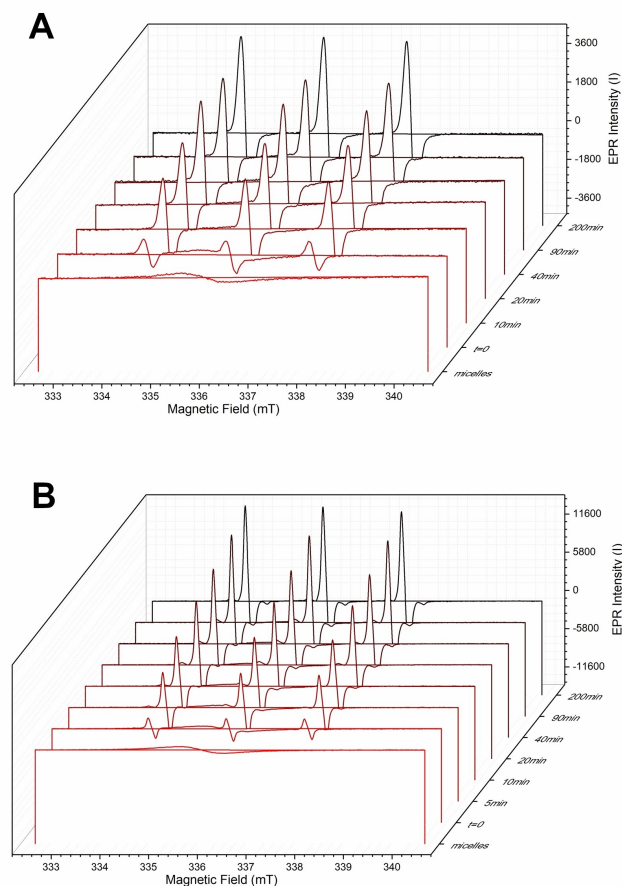 A
3600
1800
0
-1800
-3600
EPR Intensity (I)
200min
90min
40min
20min
10min
t=0
micelles
333 334 335 336 337 338 339 340
Magnetic Field (mT)
B
11600
5800
0
-5800
-11600
EPR Intensity (I)
200min
90min
40min
20min
10min
5min
t=0
micelles
333 334 335 336 337 338 339 340
Magnetic Field (mT)